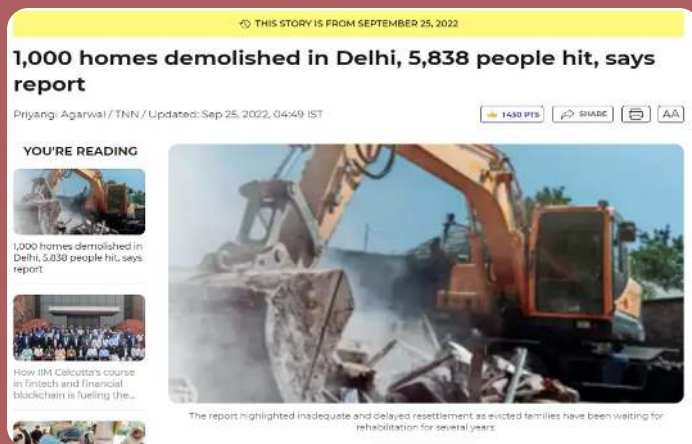 THIS STORY IS FROM SEPTEMBER 25, 2022
1,000 homes demolished in Delhi, 5,838 people hit, says
report
Priyangi Agarwal / TNN / Updated: Sep 25, 2022, 04:49 IST
1430 PTS
SHARE
AA
YOU'RE READING
1,000 homes demolished in
Delhi, 5,838 people hit, says
report
How IIM Calcutta's course
in fintech and financial
blockchain is fueling the...
The report highlighted inadequate and delayed resettlement as evicted families have been waiting for
rehabilitation for several years